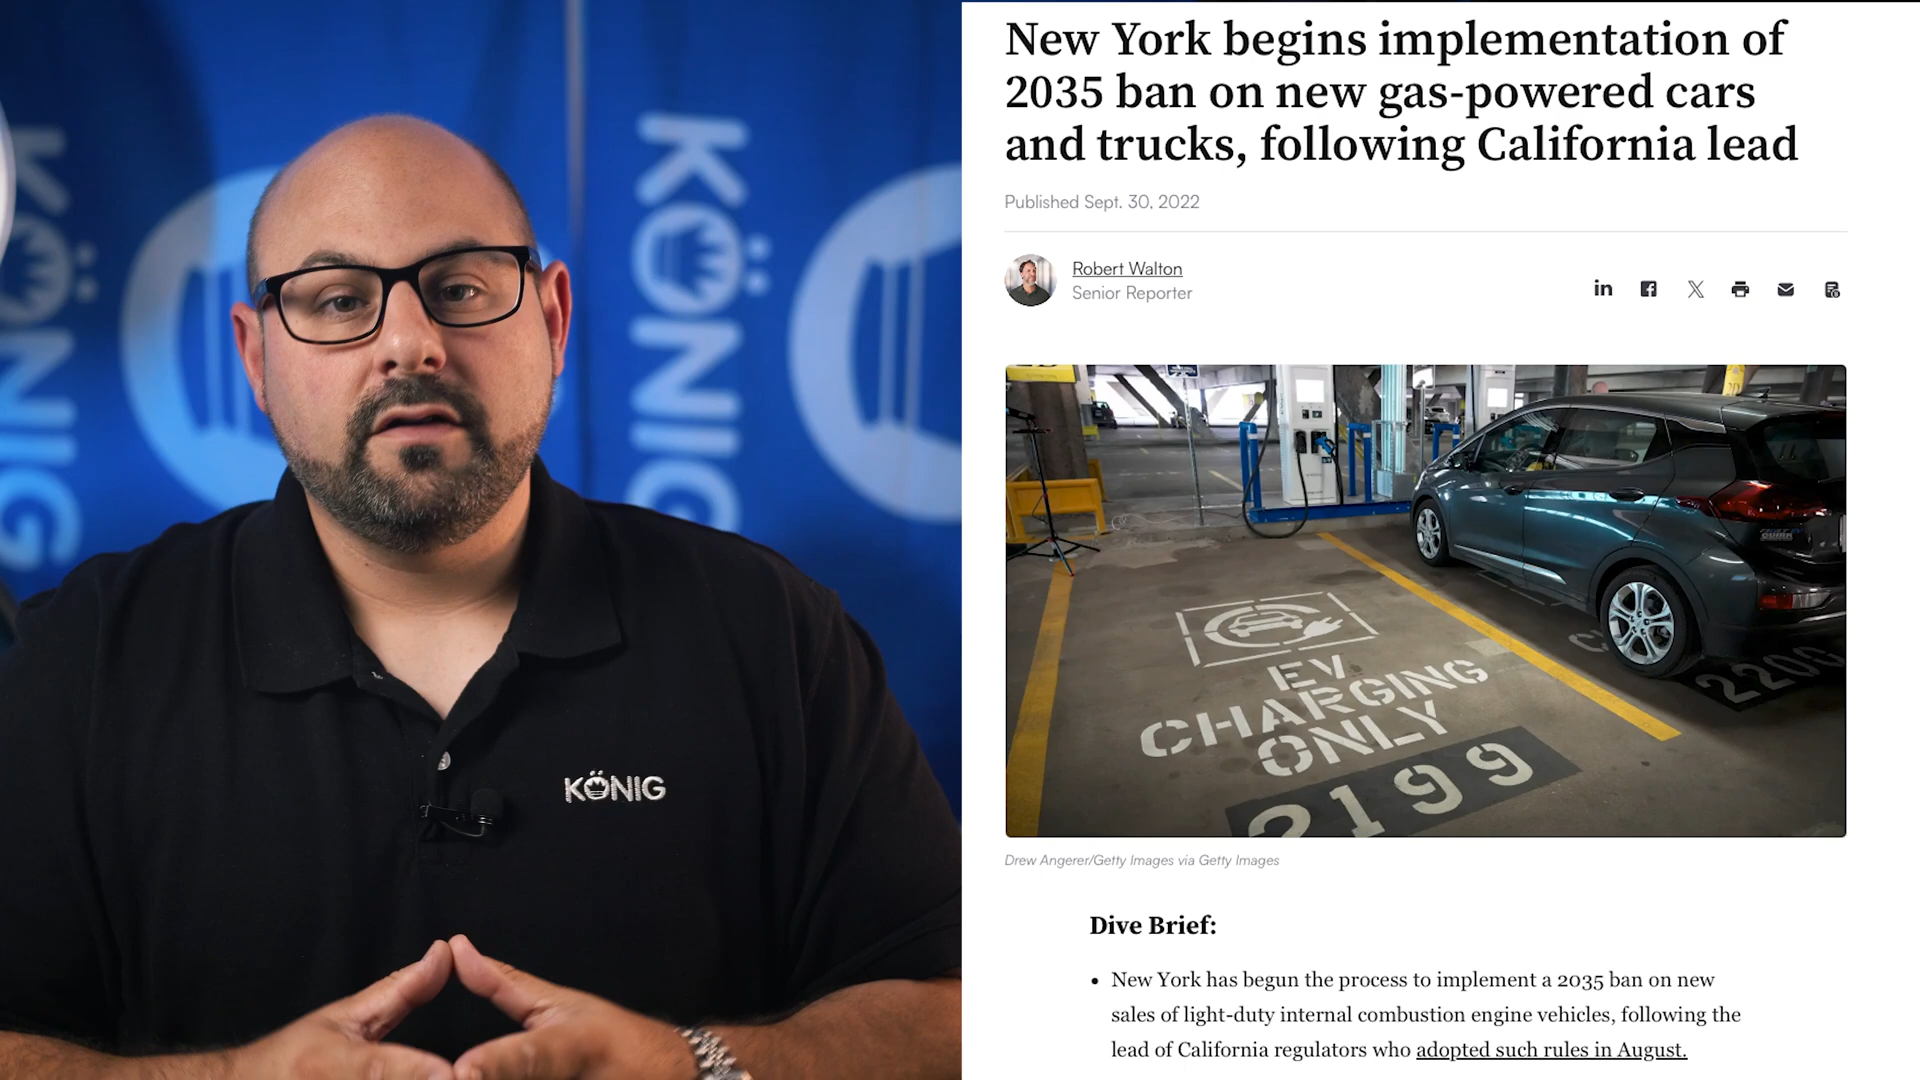 KÖNIG
KÖNIG
KÖNIG
New York begins implementation of
2035 ban on new gas-powered cars
and trucks, following California lead
Published Sept. 30, 2022
Robert Walton
Senior Reporter
EV
CHARGING
ONLY
2199
2200
Drew Angerer/Getty Images via Getty Images
Dive Brief:
• New York has begun the process to implement a 2035 ban on new
sales of light-duty internal combustion engine vehicles, following the
lead of California regulators who adopted such rules in August.